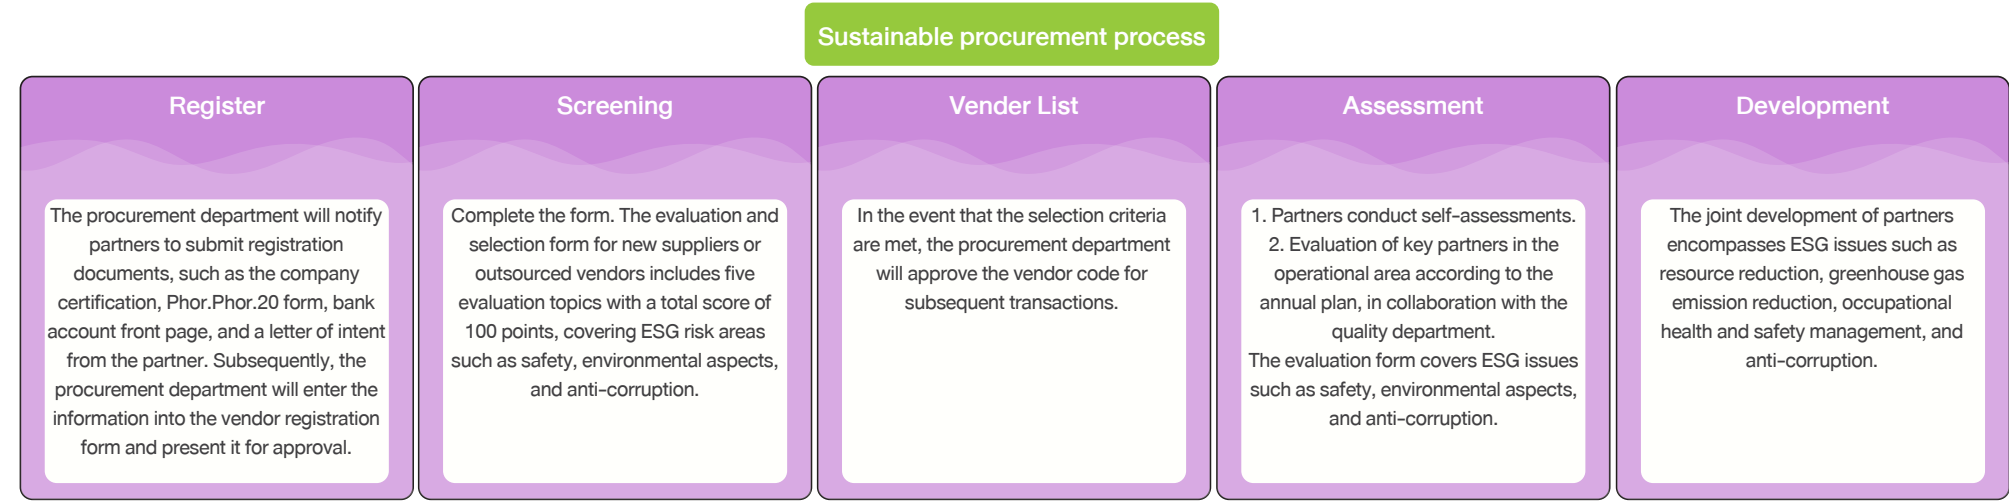 Sustainable procurement process
Register
The procurement department will notify
partners to submit registration
documents, such as the company
certification, Phor.Phor.20 form, bank
account front page, and a letter of intent
from the partner. Subsequently, the
procurement department will enter the
information into the vendor registration
form and present it for approval.
Screening
Complete the form. The evaluation and
selection form for new suppliers or
outsourced vendors includes five
evaluation topics with a total score of
100 points, covering ESG risk areas
such as safety, environmental aspects,
and anti-corruption.
Vender List
In the event that the selection criteria
are met, the procurement department
will approve the vendor code for
subsequent transactions.
Assessment
1. Partners conduct self-assessments.
2. Evaluation of key partners in the
operational area according to the
annual plan, in collaboration with the
quality department.
The evaluation form covers ESG issues
such as safety, environmental aspects,
and anti-corruption.
Development
The joint development of partners
encompasses ESG issues such as
resource reduction, greenhouse gas
emission reduction, occupational
health and safety management, and
anti-corruption.